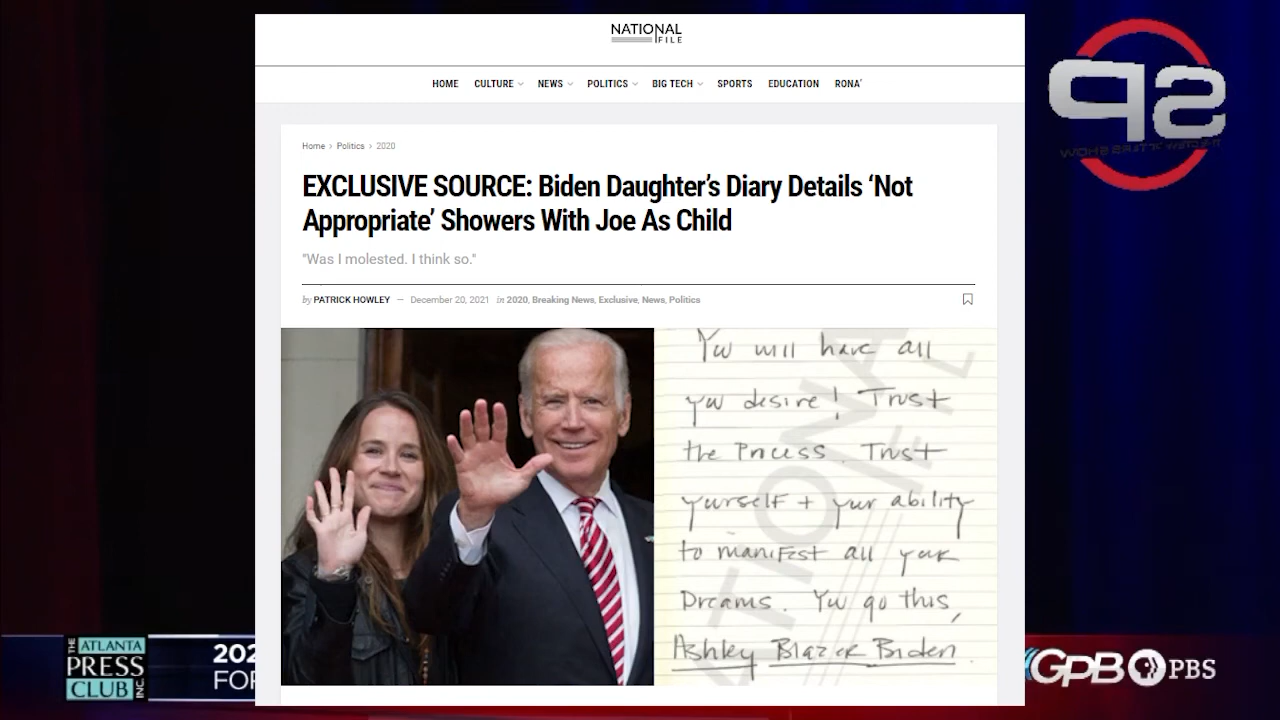 NATIONAL
FILE
HOME CULTURE NEWS POLITICS BIG TECH SPORTS EDUCATION RONA'
Home > Politics > 2020
EXCLUSIVE SOURCE: Biden Daughter's Diary Details ‘Not
Appropriate’ Showers With Joe As Child
"Was I molested. I think so."
by PATRICK HOWLEY — December 20, 2021 in 2020, Breaking News, Exclusive, News, Politics
You will have all
you desire! Trust
the Process. Trust
yourself + your ability
to manifest all your
Dreams. You go this,
Ashley Blazer Biden.
THE
ATLANTA
PRESS
CLUB INC.
202
FOR
GPB PBS